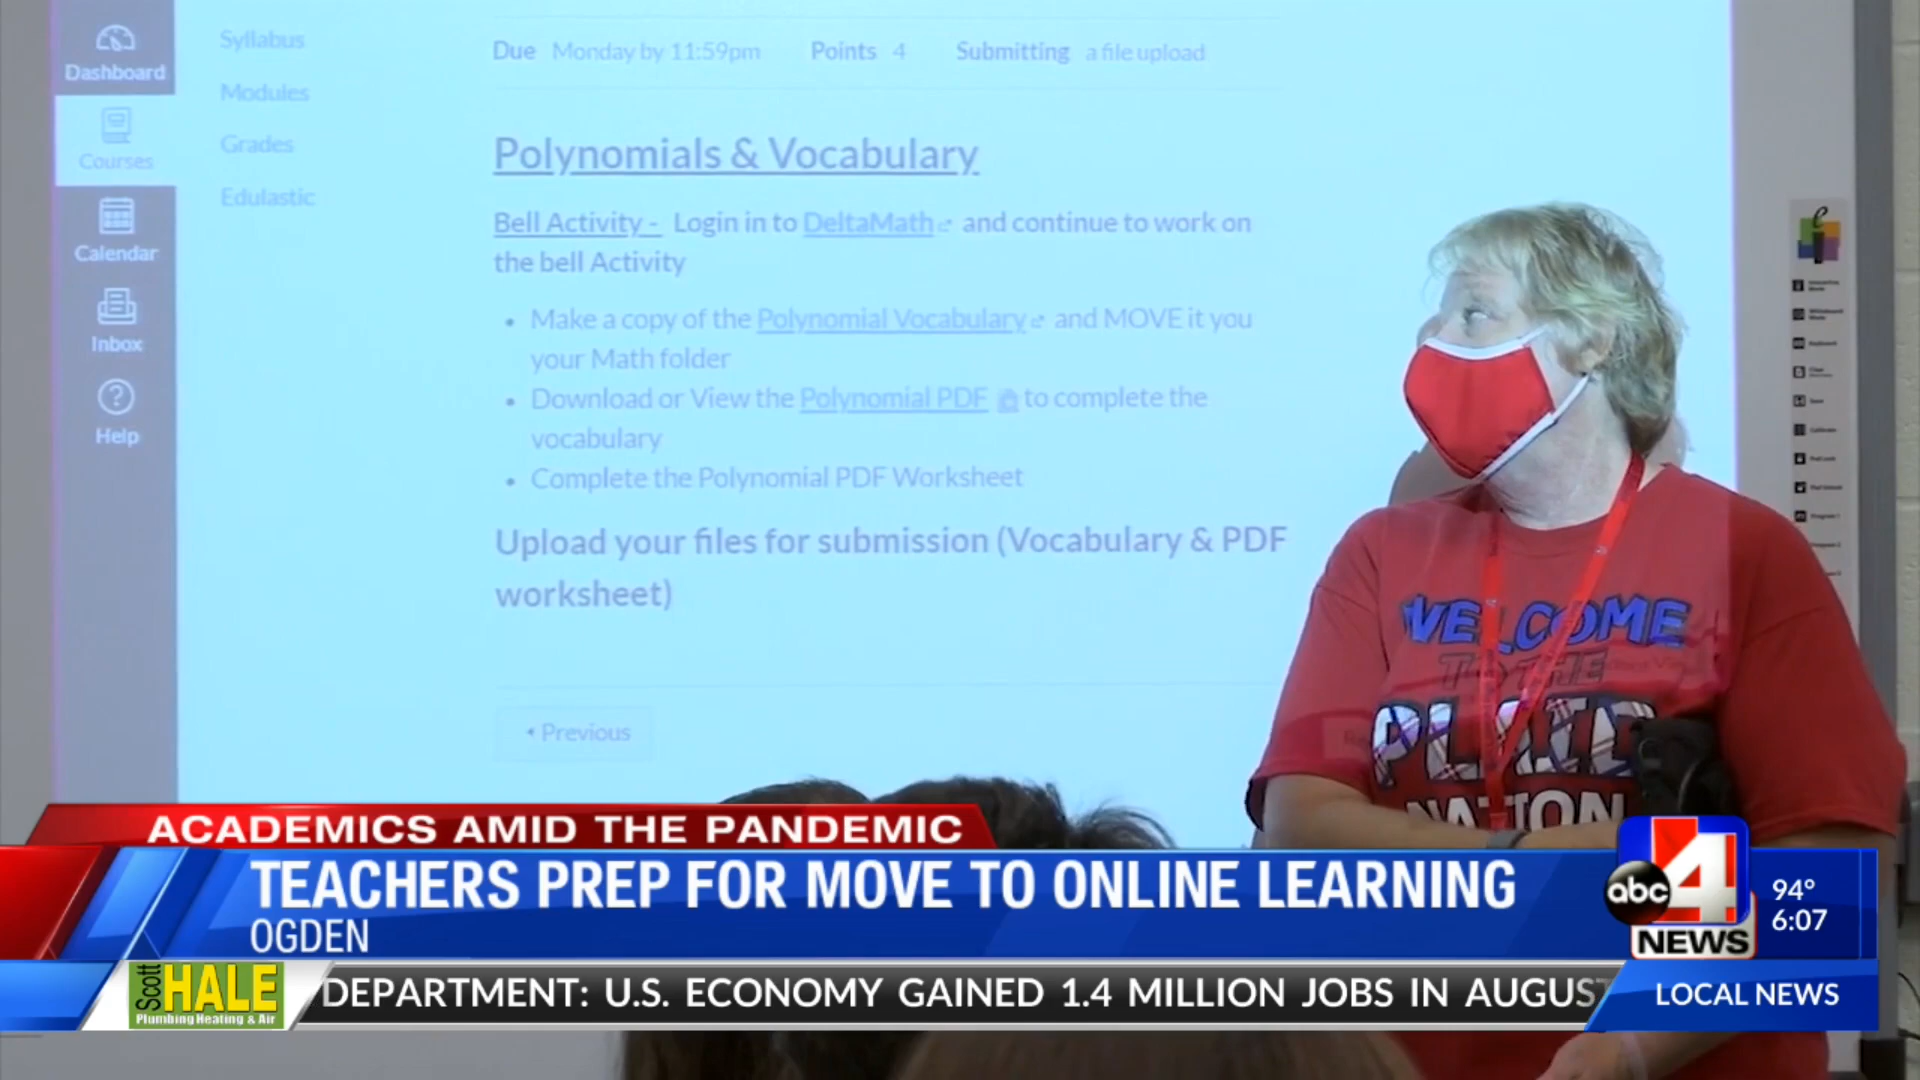 Dashboard
Courses
Calendar
Inbox
Help
Syllabus
Modules
Grades
Edulastic
Due Monday by 11:59pm Points 4 Submitting a file upload
Polynomials & Vocabulary
Bell Activity - Login in to DeltaMath and continue to work on
the bell Activity
• Make a copy of the Polynomial Vocabulary and MOVE it you
your Math folder
• Download or View the Polynomial PDF to complete the
vocabulary
• Complete the Polynomial PDF Worksheet
Upload your files for submission (Vocabulary & PDF
worksheet)
Previous
WELCOME
TO THE
PLAID
NATION
ACADEMICS AMID THE PANDEMIC
TEACHERS PREP FOR MOVE TO ONLINE LEARNING
OGDEN
abc 4
NEWS
94°
6:07
Scott HALE
Plumbing Heating & Air
DEPARTMENT: U.S. ECONOMY GAINED 1.4 MILLION JOBS IN AUGUS
LOCAL NEWS